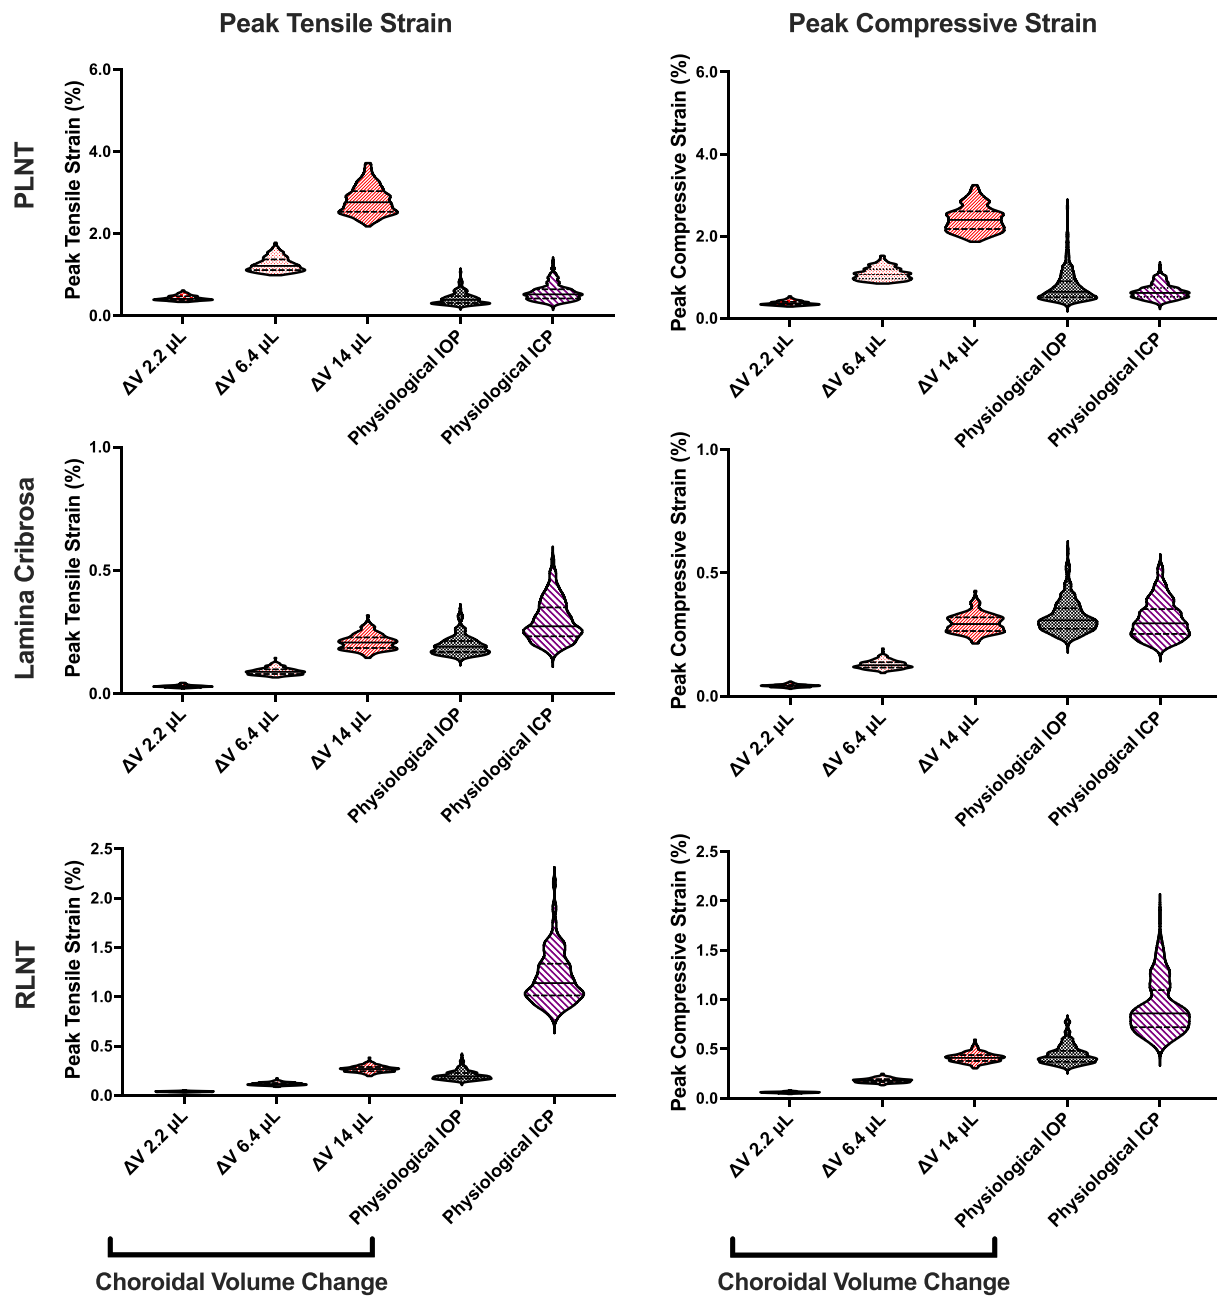 Peak Tensile Strain
Peak Compressive Strain
PLNT
Peak Tensile Strain (%)
6.0
4.0
2.0
0.0
ΔV 2.2 µL
ΔV 6.4 µL
ΔV 14 µL
Physiological IOP
Physiological ICP
Peak Compressive Strain (%)
6.0
4.0
2.0
0.0
ΔV 2.2 µL
ΔV 6.4 µL
ΔV 14 µL
Physiological IOP
Physiological ICP
Lamina Cribrosa
Peak Tensile Strain (%)
1.0
0.5
0.0
ΔV 2.2 µL
ΔV 6.4 µL
ΔV 14 µL
Physiological IOP
Physiological ICP
Peak Compressive Strain (%)
1.0
0.5
0.0
ΔV 2.2 µL
ΔV 6.4 µL
ΔV 14 µL
Physiological IOP
Physiological ICP
RLNT
Peak Tensile Strain (%)
2.5
2.0
1.5
1.0
0.5
0.0
ΔV 2.2 µL
ΔV 6.4 µL
ΔV 14 µL
Physiological IOP
Physiological ICP
Peak Compressive Strain (%)
2.5
2.0
1.5
1.0
0.5
0.0
ΔV 2.2 µL
ΔV 6.4 µL
ΔV 14 µL
Physiological IOP
Physiological ICP
Choroidal Volume Change
Choroidal Volume Change